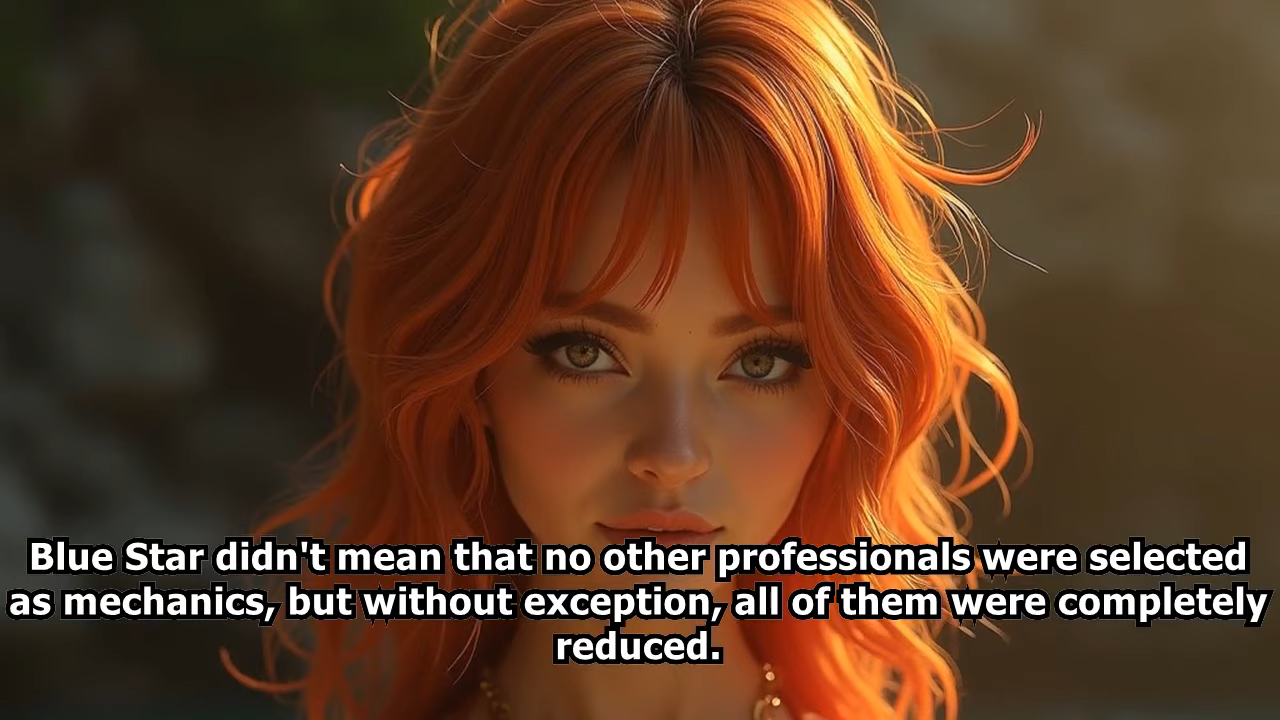 Blue Star didn't mean that no other professionals were selected
as mechanics, but without exception, all of them were completely
reduced.